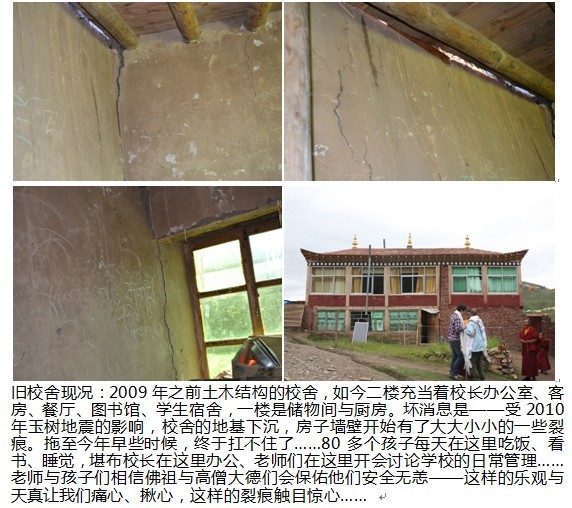 旧校舍现况：2009 年之前土木结构的校舍，如今二楼充当着校长办公室、客
房、餐厅、图书馆、学生宿舍，一楼是储物间与厨房。坏消息是——受 2010
年玉树地震的影响，校舍的地基下沉，房子墙壁开始有了大大小小的一些裂
痕。拖至今年早些时候，终于扛不住了……80 多个孩子每天在这里吃饭、看
书、睡觉，堪布校长在这里办公、老师们在这里开会讨论学校的日常管理……
老师与孩子们相信佛祖与高僧大德们会保佑他们安全无恙——这样的乐观与
天真让我们痛心、揪心，这样的裂痕触目惊心……